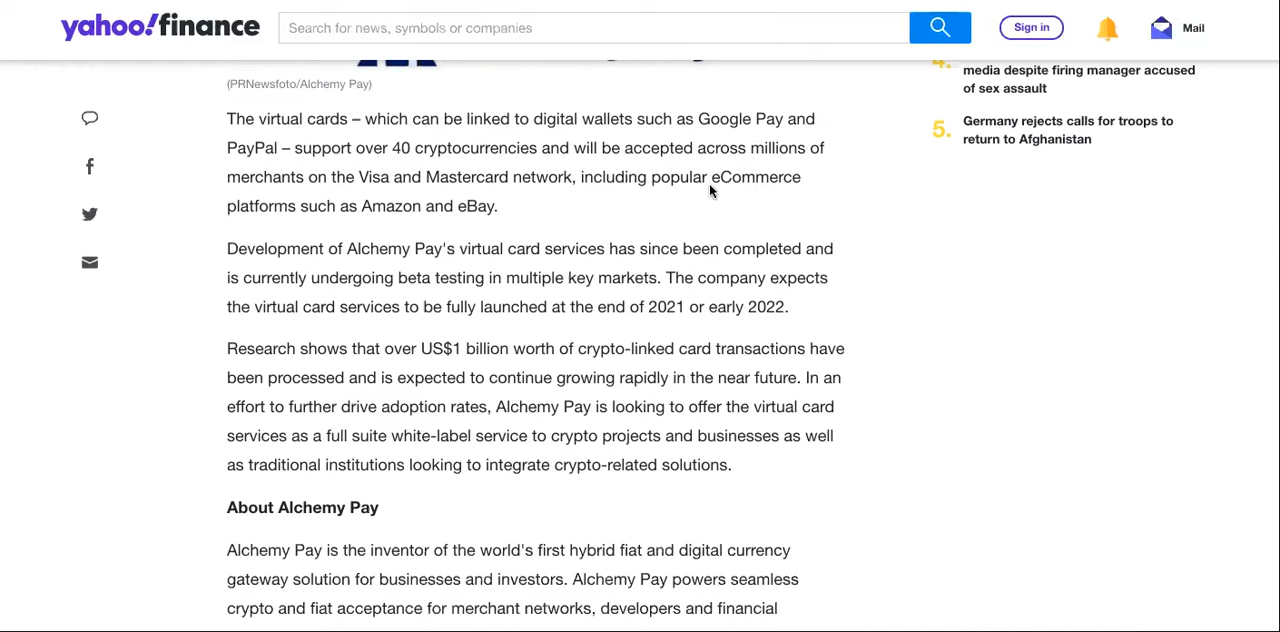 yahoo!finance
Search for news, symbols or companies
Sign in
Mail
(PRNewsfoto/Alchemy Pay)
The virtual cards – which can be linked to digital wallets such as Google Pay and
PayPal – support over 40 cryptocurrencies and will be accepted across millions of
merchants on the Visa and Mastercard network, including popular eCommerce
platforms such as Amazon and eBay.
Development of Alchemy Pay's virtual card services has since been completed and
is currently undergoing beta testing in multiple key markets. The company expects
the virtual card services to be fully launched at the end of 2021 or early 2022.
Research shows that over US$1 billion worth of crypto-linked card transactions have
been processed and is expected to continue growing rapidly in the near future. In an
effort to further drive adoption rates, Alchemy Pay is looking to offer the virtual card
services as a full suite white-label service to crypto projects and businesses as well
as traditional institutions looking to integrate crypto-related solutions.
About Alchemy Pay
Alchemy Pay is the inventor of the world's first hybrid fiat and digital currency
gateway solution for businesses and investors. Alchemy Pay powers seamless
crypto and fiat acceptance for merchant networks, developers and financial
4.
media despite firing manager accused
of sex assault
5.
Germany rejects calls for troops to
return to Afghanistan